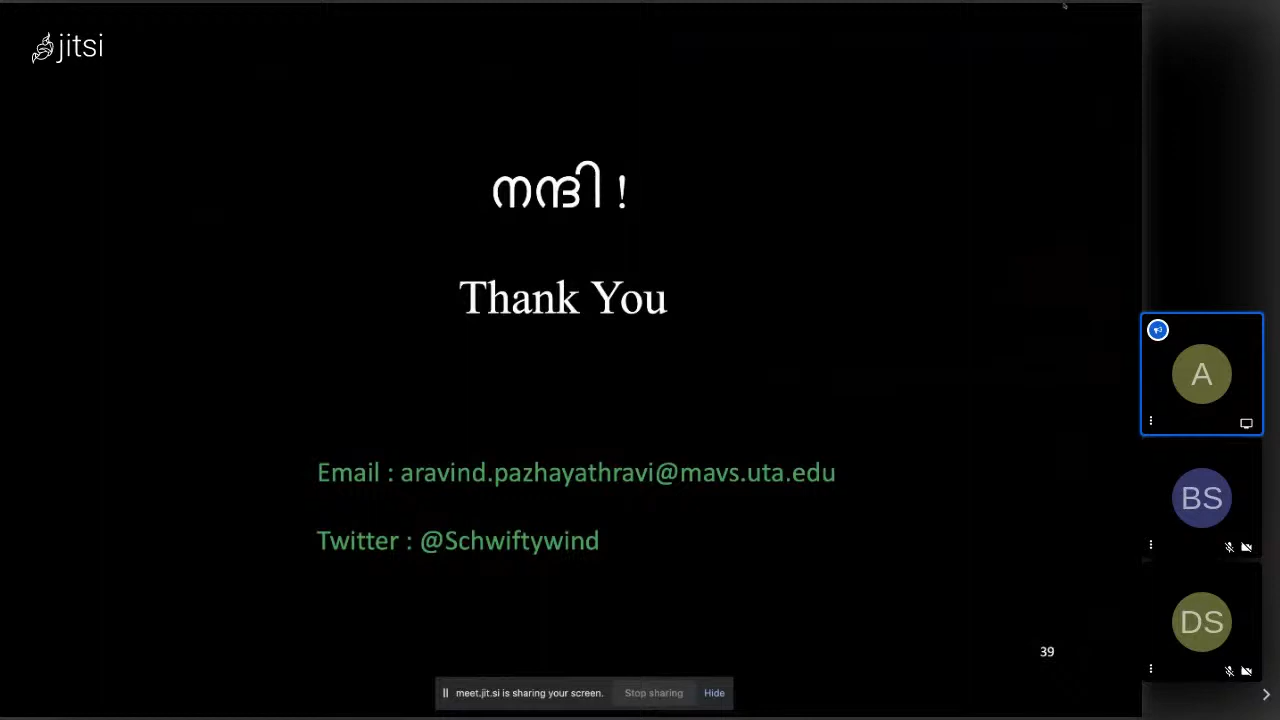 jitsi
നന്ദി !
Thank You
A
BS
Email : aravind.pazhayathravi@mavs.uta.edu
Twitter : @Schwiftywind
DS
39
meet.jit.si is sharing your screen. Stop sharing Hide